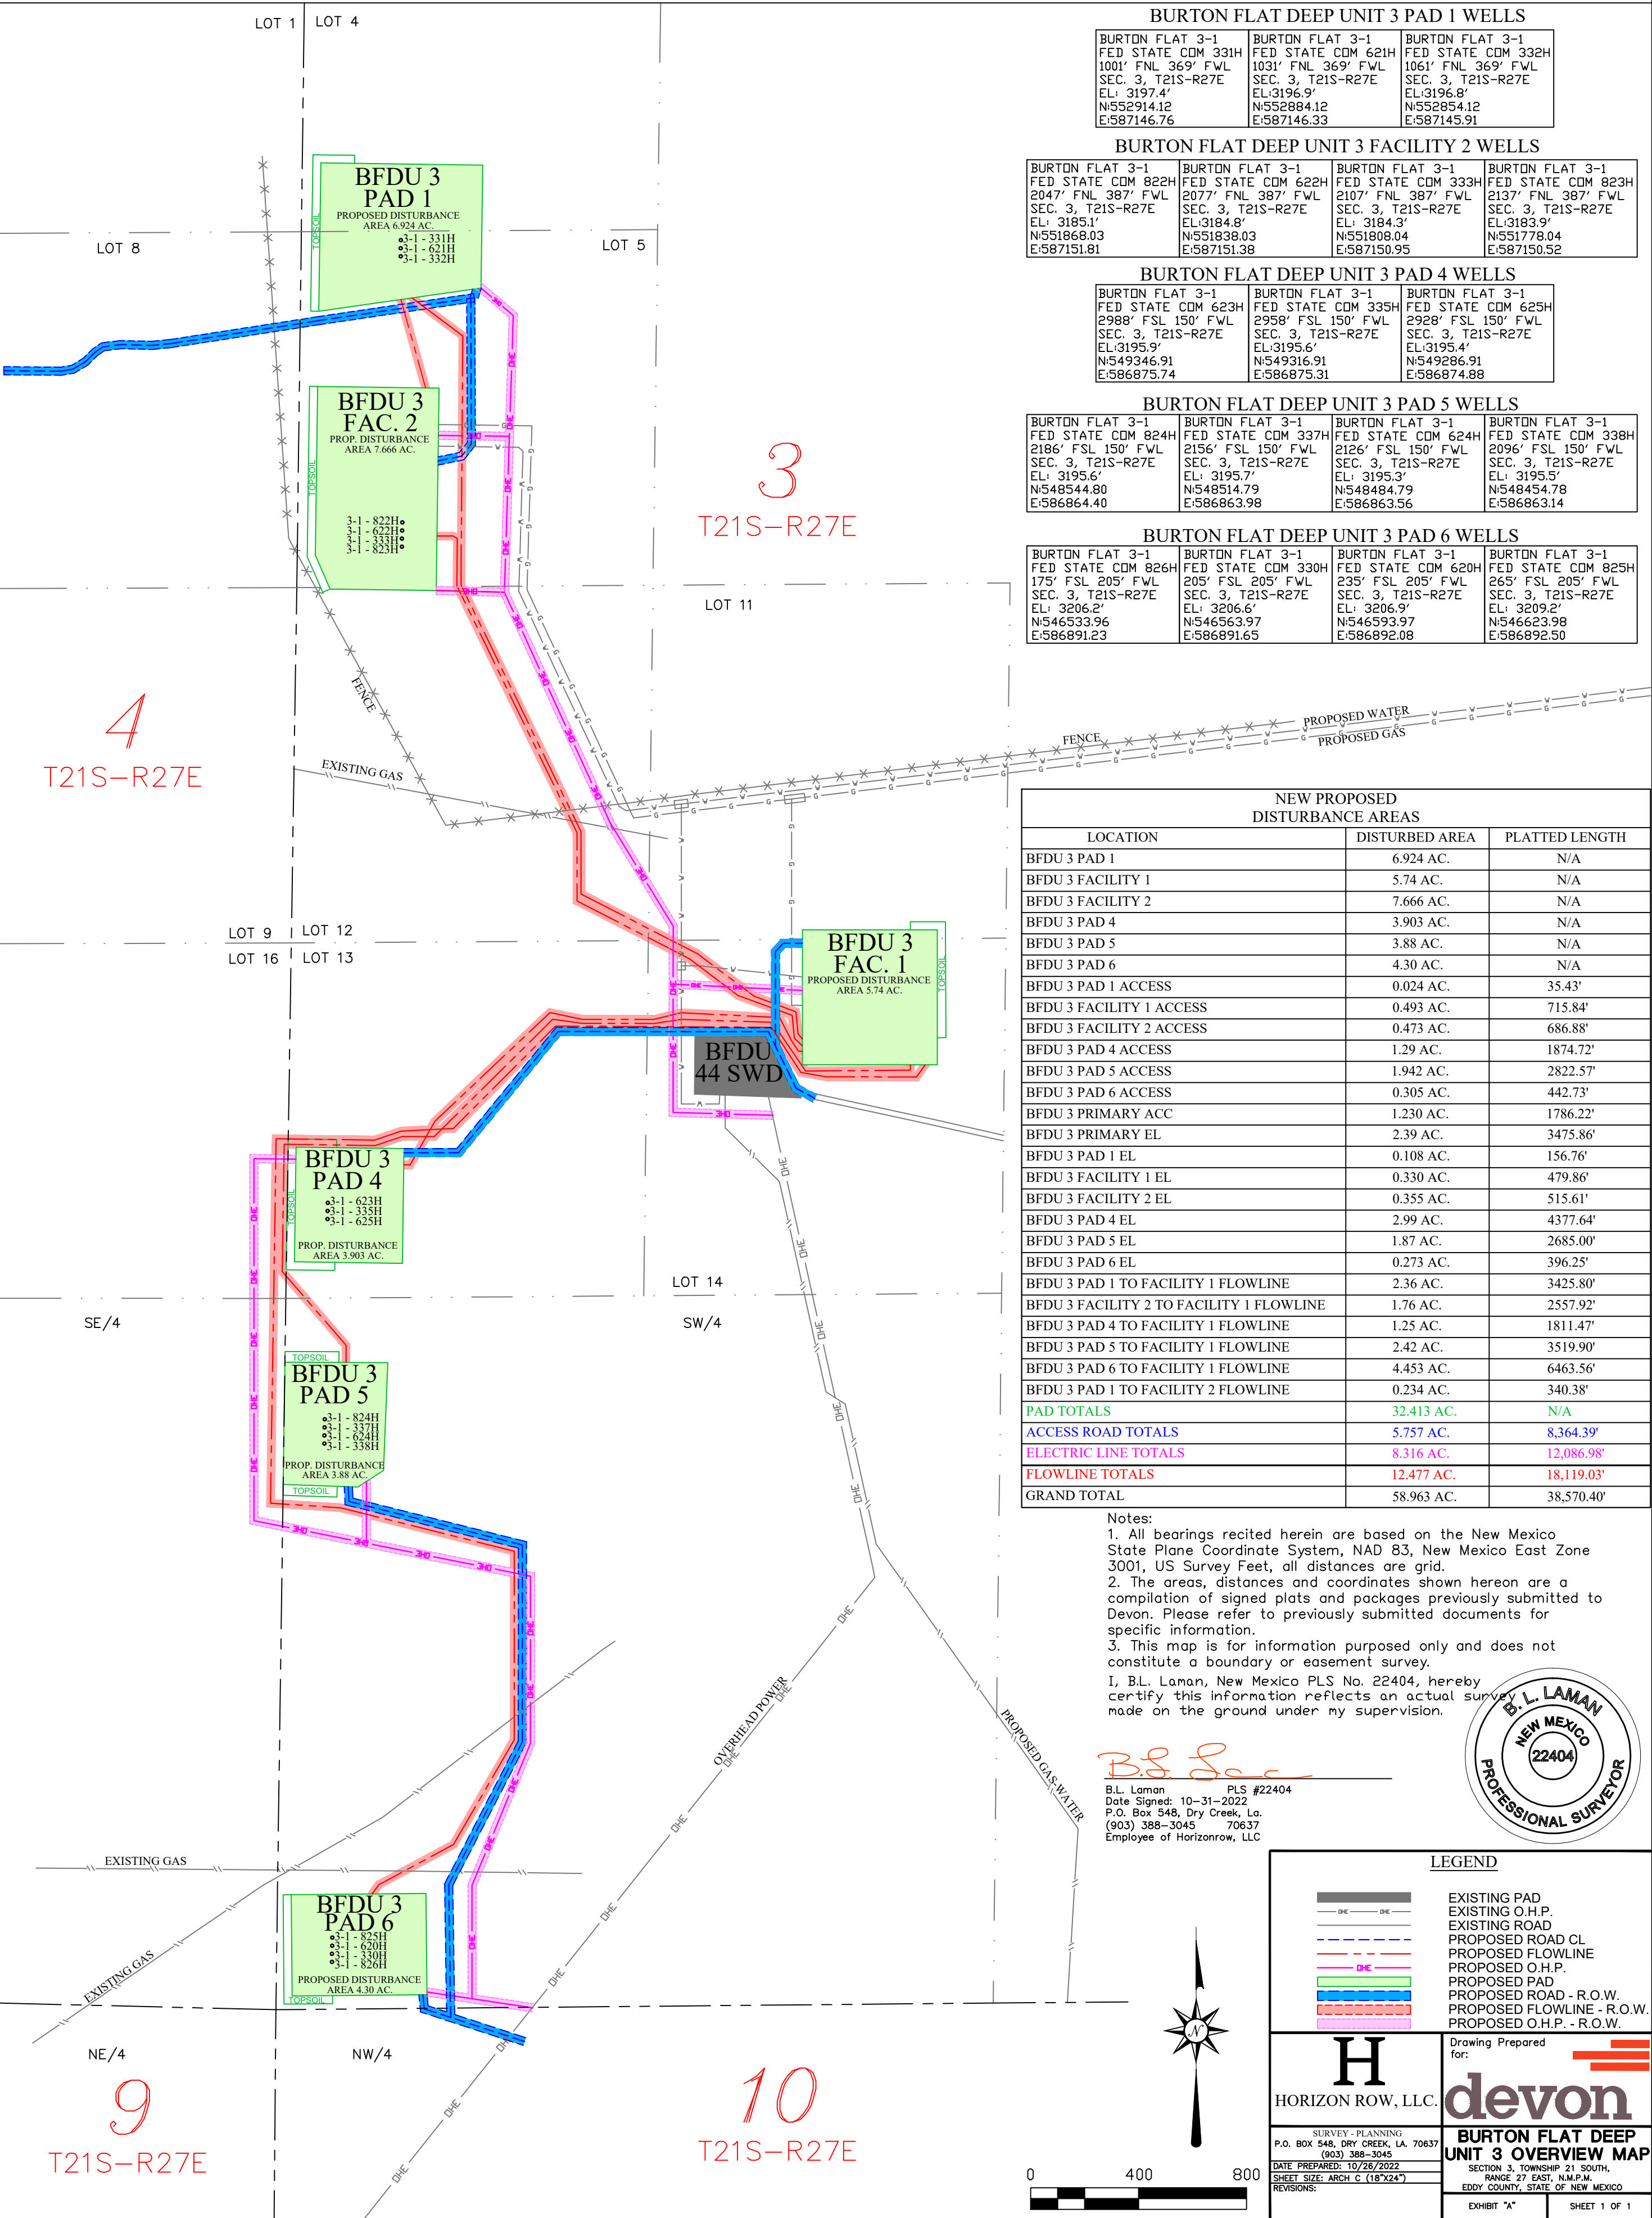 BURTON FLAT DEEP UNIT 3 PAD 1 WELLS
BURTON FLAT 3-1
FED STATE COM 331H
1001' FNL 369' FWL
SEC. 3, T21S-R27E
EL: 3197.4'
N:552914.12
E:587146.76
BURTON FLAT 3-1
FED STATE COM 621H
1031' FNL 369' FWL
SEC. 3, T21S-R27E
EL:3196.9'
N:552884.12
E:587146.33
BURTON FLAT 3-1
FED STATE COM 332H
1061' FNL 369' FWL
SEC. 3, T21S-R27E
EL:3196.8'
N:552854.12
E:587145.91
BURTON FLAT DEEP UNIT 3 FACILITY 2 WELLS
BURTON FLAT 3-1
FED STATE COM 822H
2047' FNL 387' FWL
SEC. 3, T21S-R27E
EL: 3185.1'
N:551868.03
E:587151.81
BURTON FLAT 3-1
FED STATE COM 622H
2077' FNL 387' FWL
SEC. 3, T21S-R27E
EL:3184.8'
N:551838.03
E:587151.38
BURTON FLAT 3-1
FED STATE COM 333H
2107' FNL 387' FWL
SEC. 3, T21S-R27E
EL: 3184.3'
N:551808.04
E:587150.95
BURTON FLAT 3-1
FED STATE COM 823H
2137' FNL 387' FWL
SEC. 3, T21S-R27E
EL:3183.9'
N:551778.04
E:587150.52
BURTON FLAT DEEP UNIT 3 PAD 4 WELLS
BURTON FLAT 3-1
FED STATE COM 623H
2988' FSL 150' FWL
SEC. 3, T21S-R27E
EL:3195.9'
N:549346.91
E:586875.74
BURTON FLAT 3-1
FED STATE COM 335H
2958' FSL 150' FWL
SEC. 3, T21S-R27E
EL:3195.6'
N:549316.91
E:586875.31
BURTON FLAT 3-1
FED STATE COM 625H
2928' FSL 150' FWL
SEC. 3, T21S-R27E
EL:3195.4'
N:549286.91
E:586874.88
BURTON FLAT DEEP UNIT 3 PAD 5 WELLS
BURTON FLAT 3-1
FED STATE COM 824H
2186' FSL 150' FWL
SEC. 3, T21S-R27E
EL: 3195.6'
N:548544.80
E:586864.40
BURTON FLAT 3-1
FED STATE COM 337H
2156' FSL 150' FWL
SEC. 3, T21S-R27E
EL: 3195.7'
N:548514.79
E:586863.98
BURTON FLAT 3-1
FED STATE COM 624H
2126' FSL 150' FWL
SEC. 3, T21S-R27E
EL: 3195.3'
N:548484.79
E:586863.56
BURTON FLAT 3-1
FED STATE COM 338H
2096' FSL 150' FWL
SEC. 3, T21S-R27E
EL: 3195.5'
N:548454.78
E:586863.14
BURTON FLAT DEEP UNIT 3 PAD 6 WELLS
BURTON FLAT 3-1
FED STATE COM 826H
175' FSL 205' FWL
SEC. 3, T21S-R27E
EL: 3206.2'
N:546533.96
E:586891.23
BURTON FLAT 3-1
FED STATE COM 330H
205' FSL 205' FWL
SEC. 3, T21S-R27E
EL: 3206.6'
N:546563.97
E:586891.65
BURTON FLAT 3-1
FED STATE COM 620H
235' FSL 205' FWL
SEC. 3, T21S-R27E
EL: 3206.9'
N:546593.97
E:586892.08
BURTON FLAT 3-1
FED STATE COM 825H
265' FSL 205' FWL
SEC. 3, T21S-R27E
EL: 3209.2'
N:546623.98
E:586892.50
LOT 1 LOT 4
BFDU 3
PAD 1
PROPOSED DISTURBANCE
AREA 6.924 AC.
3-1 - 331H
3-1 - 621H
3-1 - 332H
TOPSOIL
LOT 8
LOT 5
BFDU 3
FAC. 2
PROP. DISTURBANCE
AREA 7.666 AC.
3-1 - 822H
3-1 - 622H
3-1 - 333H
3-1 - 823H
TOPSOIL
3
T21S-R27E
LOT 11
4
T21S-R27E
FENCE
EXISTING GAS
FENCE
PROPOSED WATER
PROPOSED GAS
LOT 9 LOT 12
LOT 16 LOT 13
BFDU 3
FAC. 1
PROPOSED DISTURBANCE
AREA 5.74 AC.
TOPSOIL
BFDU
44 SWD
BFDU 3
PAD 4
3-1 - 623H
3-1 - 335H
3-1 - 625H
PROP. DISTURBANCE
AREA 3.903 AC.
TOPSOIL
LOT 14
SE/4
SW/4
TOPSOIL
BFDU 3
PAD 5
3-1 - 824H
3-1 - 337H
3-1 - 624H
3-1 - 338H
PROP. DISTURBANCE
AREA 3.88 AC.
TOPSOIL
OVERHEAD POWER
PROPOSED GAS-WATER
EXISTING GAS
EXISTING GAS
BFDU 3
PAD 6
3-1 - 825H
3-1 - 620H
3-1 - 330H
3-1 - 826H
PROPOSED DISTURBANCE
AREA 4.30 AC.
TOPSOIL
NE/4
NW/4
9
T21S-R27E
10
T21S-R27E
NEW PROPOSED
DISTURBANCE AREAS
LOCATION DISTURBED AREA PLATTED LENGTH
BFDU 3 PAD 1 6.924 AC. N/A
BFDU 3 FACILITY 1 5.74 AC. N/A
BFDU 3 FACILITY 2 7.666 AC. N/A
BFDU 3 PAD 4 3.903 AC. N/A
BFDU 3 PAD 5 3.88 AC. N/A
BFDU 3 PAD 6 4.30 AC. N/A
BFDU 3 PAD 1 ACCESS 0.024 AC. 35.43'
BFDU 3 FACILITY 1 ACCESS 0.493 AC. 715.84'
BFDU 3 FACILITY 2 ACCESS 0.473 AC. 686.88'
BFDU 3 PAD 4 ACCESS 1.29 AC. 1874.72'
BFDU 3 PAD 5 ACCESS 1.942 AC. 2822.57'
BFDU 3 PAD 6 ACCESS 0.305 AC. 442.73'
BFDU 3 PRIMARY ACC 1.230 AC. 1786.22'
BFDU 3 PRIMARY EL 2.39 AC. 3475.86'
BFDU 3 PAD 1 EL 0.108 AC. 156.76'
BFDU 3 FACILITY 1 EL 0.330 AC. 479.86'
BFDU 3 FACILITY 2 EL 0.355 AC. 515.61'
BFDU 3 PAD 4 EL 2.99 AC. 4377.64'
BFDU 3 PAD 5 EL 1.87 AC. 2685.00'
BFDU 3 PAD 6 EL 0.273 AC. 396.25'
BFDU 3 PAD 1 TO FACILITY 1 FLOWLINE 2.36 AC. 3425.80'
BFDU 3 FACILITY 2 TO FACILITY 1 FLOWLINE 1.76 AC. 2557.92'
BFDU 3 PAD 4 TO FACILITY 1 FLOWLINE 1.25 AC. 1811.47'
BFDU 3 PAD 5 TO FACILITY 1 FLOWLINE 2.42 AC. 3519.90'
BFDU 3 PAD 6 TO FACILITY 1 FLOWLINE 4.453 AC. 6463.56'
BFDU 3 PAD 1 TO FACILITY 2 FLOWLINE 0.234 AC. 340.38'
PAD TOTALS 32.413 AC. N/A
ACCESS ROAD TOTALS 5.757 AC. 8,364.39'
ELECTRIC LINE TOTALS 8.316 AC. 12,086.98'
FLOWLINE TOTALS 12.477 AC. 18,119.03'
GRAND TOTAL 58.963 AC. 38,570.40'
Notes:
1. All bearings recited herein are based on the New Mexico
State Plane Coordinate System, NAD 83, New Mexico East Zone
3001, US Survey Feet, all distances are grid.
2. The areas, distances and coordinates shown hereon are a
compilation of signed plats and packages previously submitted to
Devon. Please refer to previously submitted documents for
specific information.
3. This map is for information purposed only and does not
constitute a boundary or easement survey.
I, B.L. Laman, New Mexico PLS No. 22404, hereby
certify this information reflects an actual survey
made on the ground under my supervision.
B.L. Laman PLS #22404
Date Signed: 10-31-2022
P.O. Box 548, Dry Creek, La.
(903) 388-3045 70637
Employee of Horizonrow, LLC
B. L. LAMAN
NEW MEXICO
22404
PROFESSIONAL SURVEYOR
LEGEND
EXISTING PAD
EXISTING O.H.P.
EXISTING ROAD
PROPOSED ROAD CL
PROPOSED FLOWLINE
PROPOSED O.H.P.
PROPOSED PAD
PROPOSED ROAD - R.O.W.
PROPOSED FLOWLINE - R.O.W.
PROPOSED O.H.P. - R.O.W.
N
0 400 800
H
HORIZON ROW, LLC.
SURVEY - PLANNING
P.O. BOX 548, DRY CREEK, LA. 70637
(903) 388-3045
DATE PREPARED: 10/26/2022
SHEET SIZE: ARCH C (18"X24")
REVISIONS:
Drawing Prepared
for:
devon
BURTON FLAT DEEP
UNIT 3 OVERVIEW MAP
SECTION 3, TOWNSHIP 21 SOUTH,
RANGE 27 EAST, N.M.P.M.
EDDY COUNTY, STATE OF NEW MEXICO
EXHIBIT "A" SHEET 1 OF 1